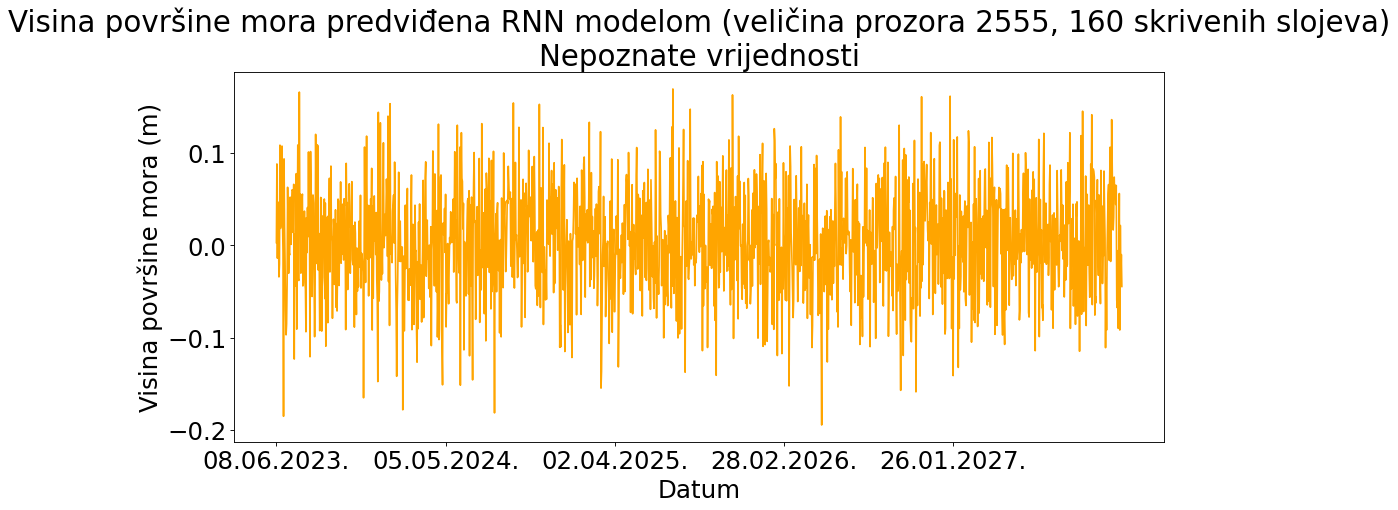 Visina površine mora predviđena RNN modelom (veličina prozora 2555, 160 skrivenih slojeva)
Nepoznate vrijednosti
Visina površine mora (m)
0.1
0.0
−0.1
−0.2
08.06.2023. 05.05.2024. 02.04.2025. 28.02.2026. 26.01.2027.
Datum